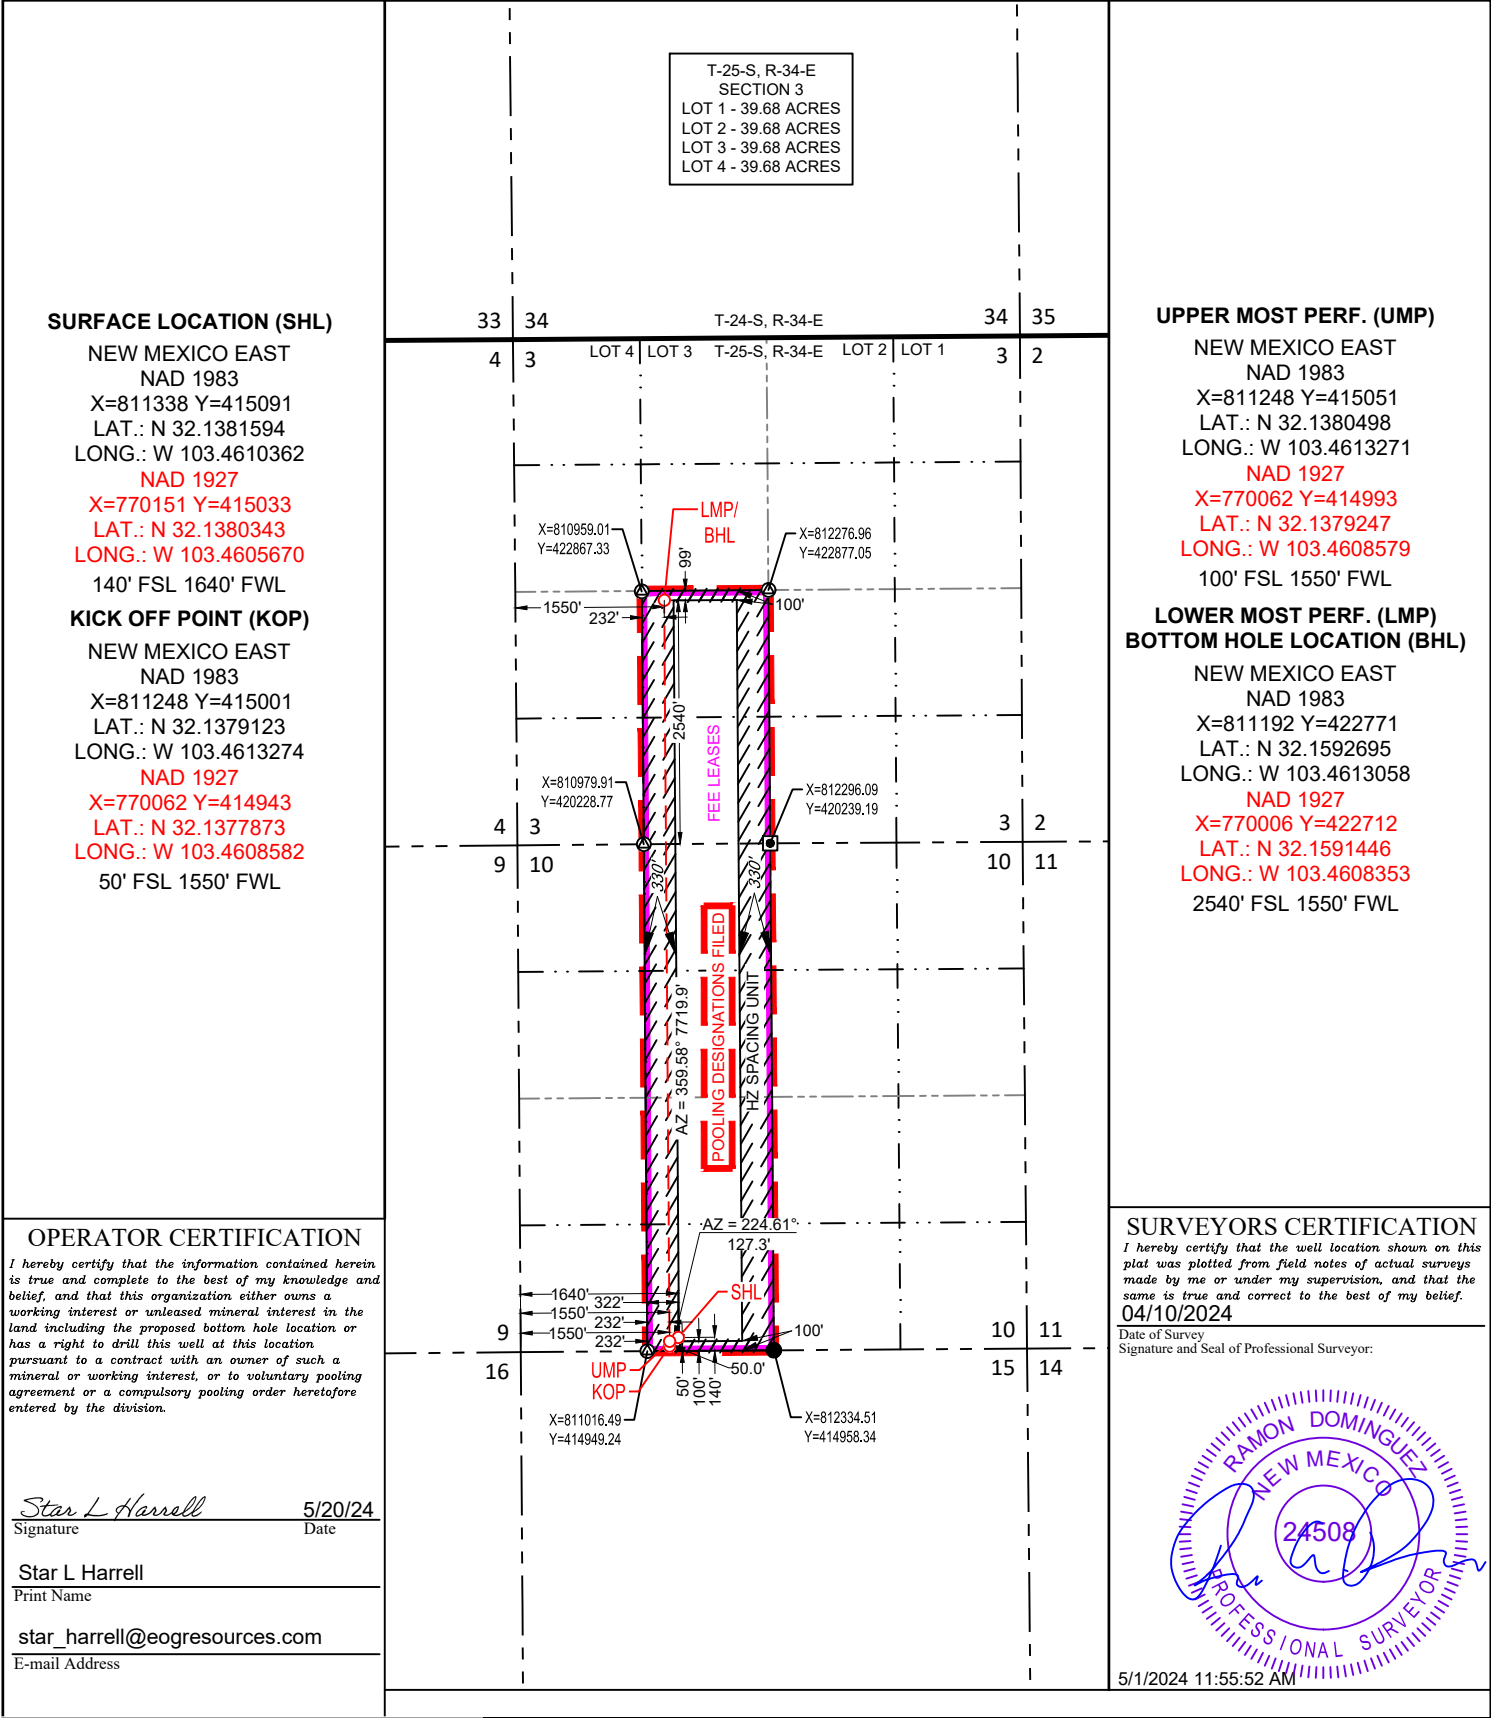 T-25-S, R-34-E
SECTION 3
LOT 1 - 39.68 ACRES
LOT 2 - 39.68 ACRES
LOT 3 - 39.68 ACRES
LOT 4 - 39.68 ACRES
SURFACE LOCATION (SHL)
NEW MEXICO EAST
NAD 1983
X=811338 Y=415091
LAT.: N 32.1381594
LONG.: W 103.4610362
NAD 1927
X=770151 Y=415033
LAT.: N 32.1380343
LONG.: W 103.4605670
140' FSL 1640' FWL
KICK OFF POINT (KOP)
NEW MEXICO EAST
NAD 1983
X=811248 Y=415001
LAT.: N 32.1379123
LONG.: W 103.4613274
NAD 1927
X=770062 Y=414943
LAT.: N 32.1377873
LONG.: W 103.4608582
50' FSL 1550' FWL
33 34 T-24-S, R-34-E 34 35
4 3 LOT 4 LOT 3 T-25-S, R-34-E LOT 2 LOT 1 3 2
LMP/
BHL
X=810959.01
Y=422867.33
99'
X=812276.96
Y=422877.05
1550'
232'
100'
2540'
FEE LEASES
X=810979.91
Y=420228.77
X=812296.09
Y=420239.19
4 3 3 2
9 10 10 11
330'
330'
POOLING DESIGNATIONS FILED
HZ SPACING UNIT
AZ = 359.58° 7719.9'
AZ = 224.61°
127.3'
1640'
322'
SHL
1550'
232'
9 1550' 100' 10 11
232'
16 15 14
UMP
KOP
50'
100'
140'
50.0'
X=811016.49
Y=414949.24
X=812334.51
Y=414958.34
UPPER MOST PERF. (UMP)
NEW MEXICO EAST
NAD 1983
X=811248 Y=415051
LAT.: N 32.1380498
LONG.: W 103.4613271
NAD 1927
X=770062 Y=414993
LAT.: N 32.1379247
LONG.: W 103.4608579
100' FSL 1550' FWL
LOWER MOST PERF. (LMP)
BOTTOM HOLE LOCATION (BHL)
NEW MEXICO EAST
NAD 1983
X=811192 Y=422771
LAT.: N 32.1592695
LONG.: W 103.4613058
NAD 1927
X=770006 Y=422712
LAT.: N 32.1591446
LONG.: W 103.4608353
2540' FSL 1550' FWL
OPERATOR CERTIFICATION
I hereby certify that the information contained herein
is true and complete to the best of my knowledge and
belief, and that this organization either owns a
working interest or unleased mineral interest in the
land including the proposed bottom hole location or
has a right to drill this well at this location
pursuant to a contract with an owner of such a
mineral or working interest, or to voluntary pooling
agreement or a compulsory pooling order heretofore
entered by the division.
Star L Harrell 5/20/24
Signature Date
Star L Harrell
Print Name
star_harrell@eogresources.com
E-mail Address
SURVEYORS CERTIFICATION
I hereby certify that the well location shown on this
plat was plotted from field notes of actual surveys
made by me or under my supervision, and that the
same is true and correct to the best of my belief.
04/10/2024
Date of Survey
Signature and Seal of Professional Surveyor:
RAMON DOMINGUEZ
NEW MEXICO
24508
PROFESSIONAL SURVEYOR
5/1/2024 11:55:52 AM